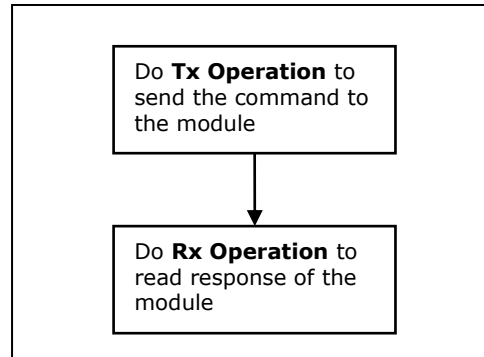 Do Tx Operation to
send the command to
the module
Do Rx Operation to
read response of the
module